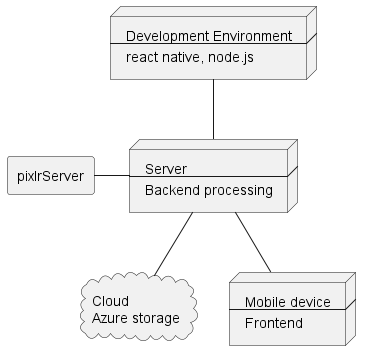 Development Environment
react native, node.js
pixlrServer
Server
Backend processing
Cloud
Azure storage
Mobile device
Frontend